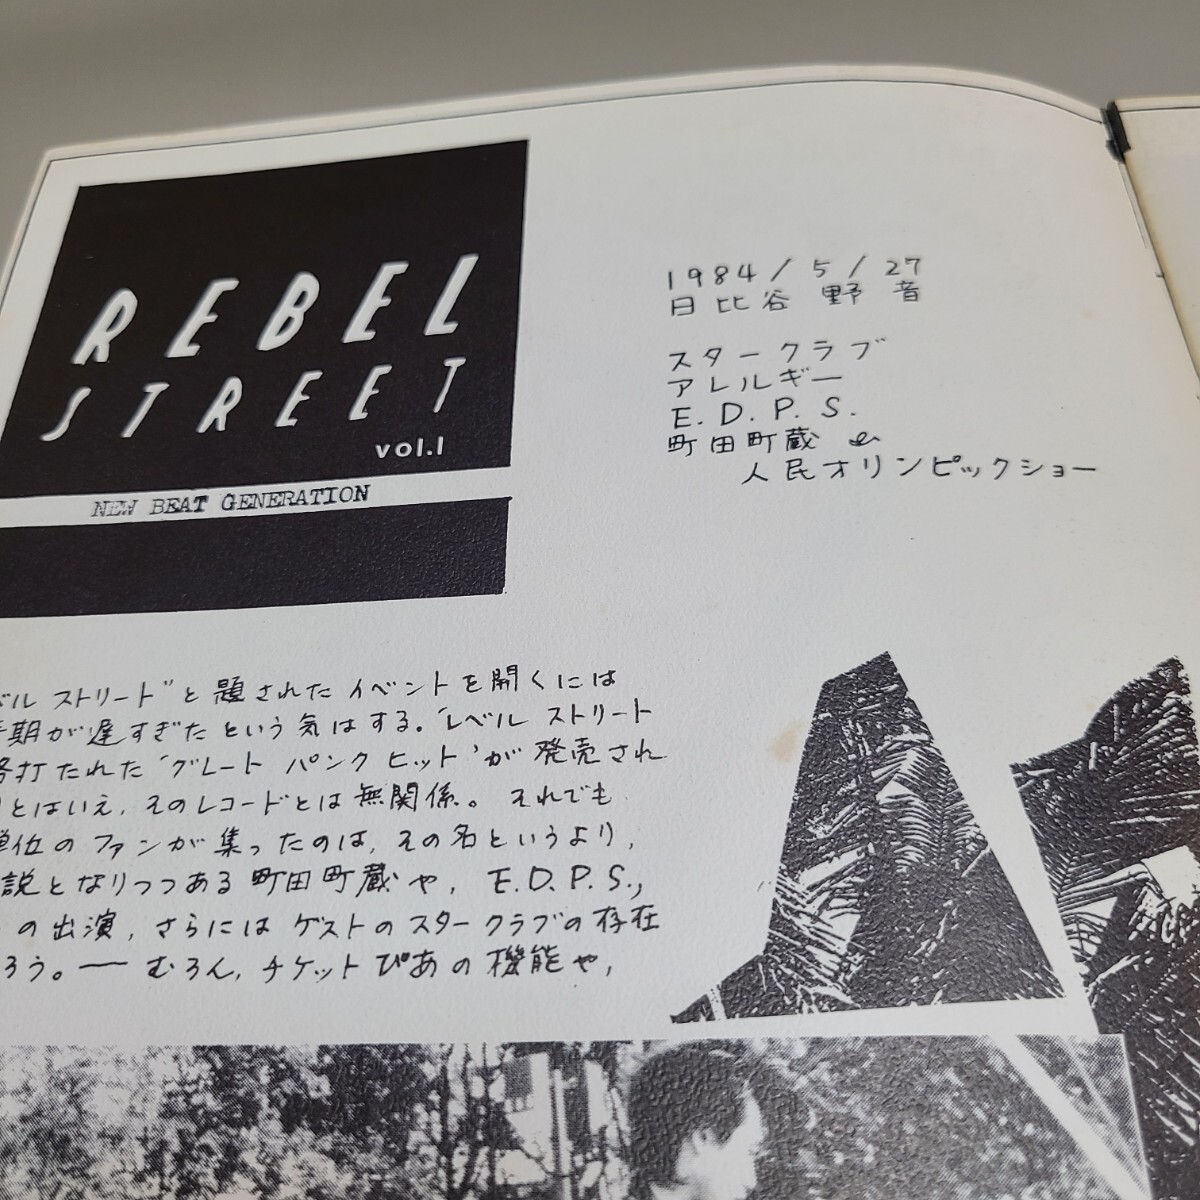 REBEL
STREET
vol.1
NEW BEAT GENERATION
1984/5/27
日比谷 野音
スタークラブ
アレルギー
E.D.P.S.
町田町蔵 &
人民オリンピックショー
ベル ストリート"と 題された イベントを 開くには
期が遅すぎた という 気はする。'レベル ストリート
打たれた 'グレート パンク ヒット'が 発売され
とはいえ、そのレコードとは 無関係。 それでも
単位の ファンが 集ったのは、その名というより、
説となりつつある 町田町蔵や、 E.D.P.S.,
の出演、さらには ゲストの スタークラブの 存在
ろう。― むろん、チケットぴあの 機能や、